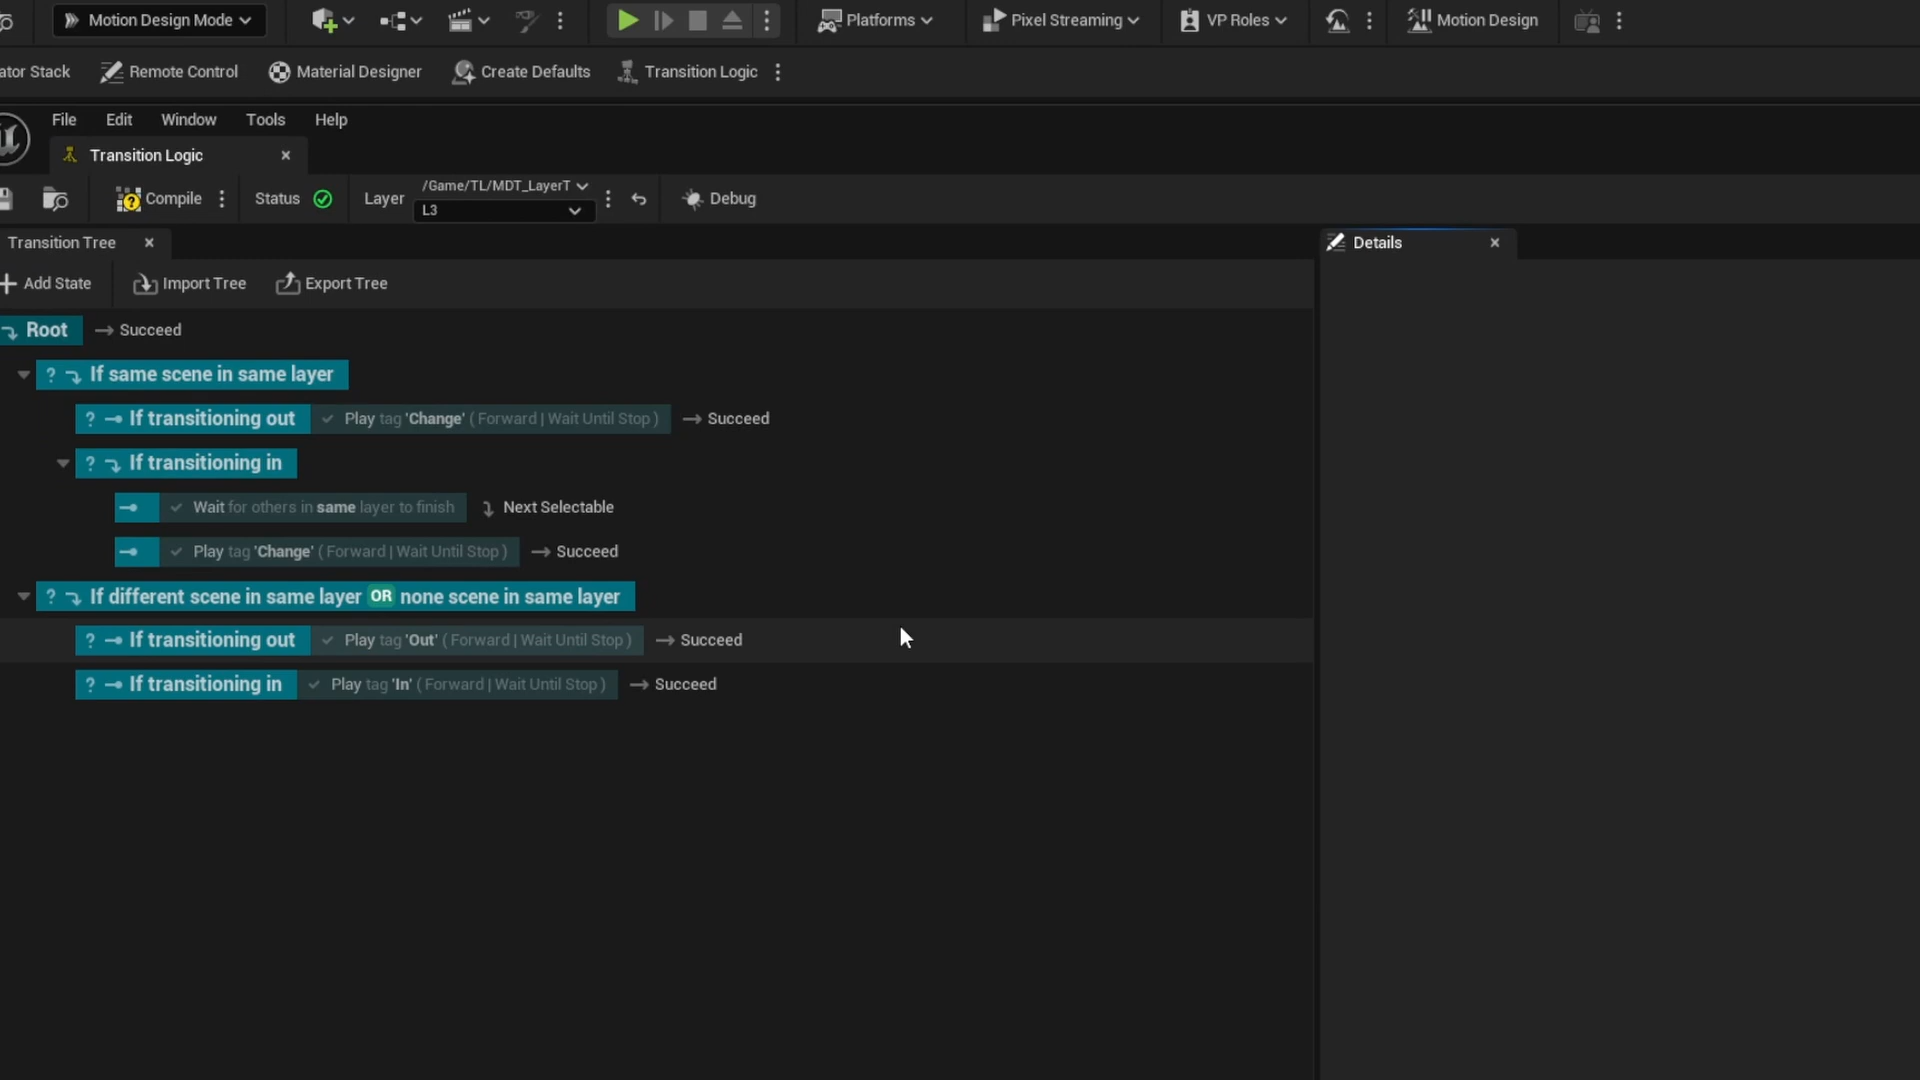 Motion Design Mode Platforms Pixel Streaming VP Roles Motion Design
ator Stack Remote Control Material Designer Create Defaults Transition Logic
File Edit Window Tools Help
Transition Logic
Compile Status Layer /Game/TL/MDT_LayerT
L3
Debug
Transition Tree Details
Add State Import Tree Export Tree
Root → Succeed
? If same scene in same layer
? If transitioning out ✓ Play tag 'Change' ( Forward | Wait Until Stop ) → Succeed
? If transitioning in
✓ Wait for others in same layer to finish Next Selectable
✓ Play tag 'Change' ( Forward | Wait Until Stop ) → Succeed
? If different scene in same layer OR none scene in same layer
? If transitioning out ✓ Play tag 'Out' ( Forward | Wait Until Stop ) → Succeed
? If transitioning in ✓ Play tag 'In' ( Forward | Wait Until Stop ) → Succeed